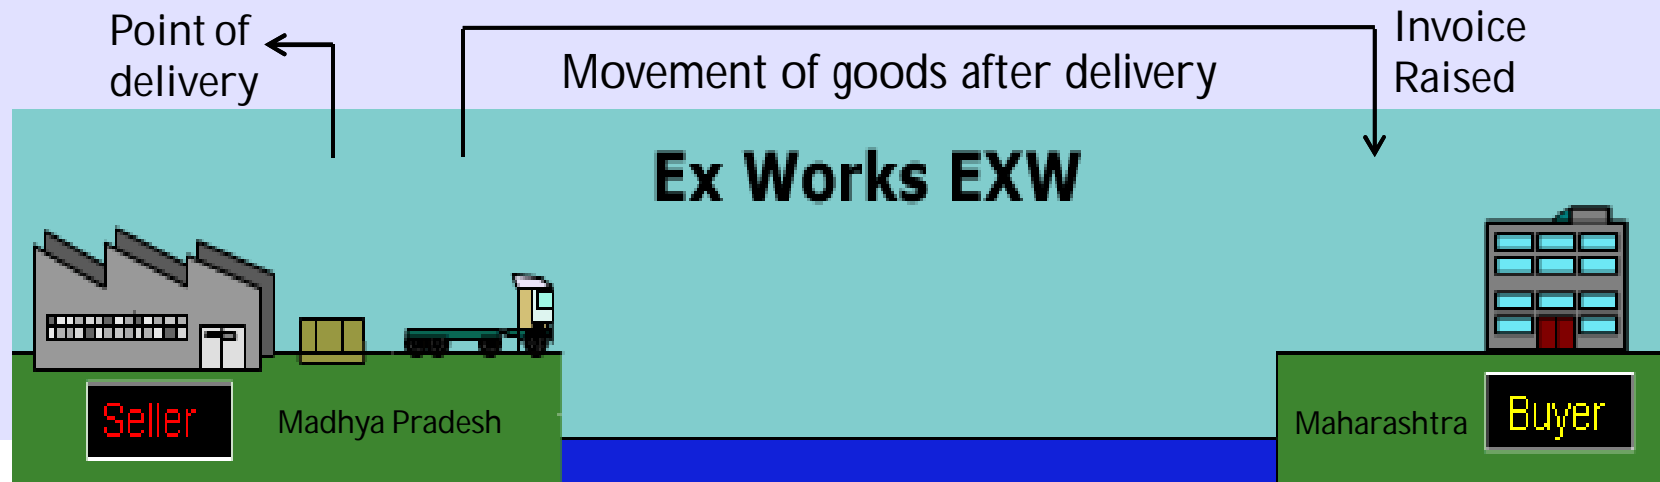 Point of
delivery
Movement of goods after delivery
Invoice
Raised
Ex Works EXW
Seller
Madhya Pradesh
Maharashtra
Buyer